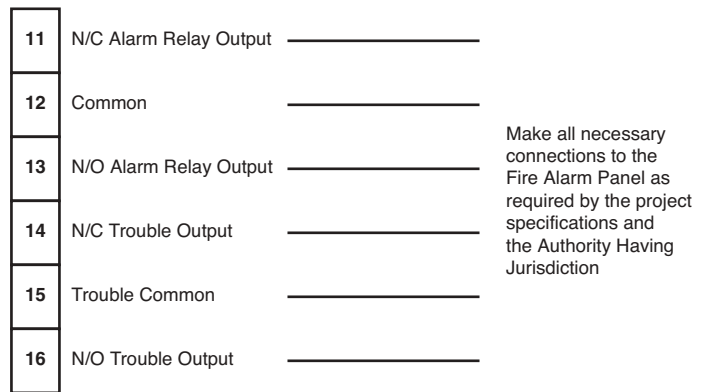 11 N/C Alarm Relay Output
12 Common
13 N/O Alarm Relay Output
14 N/C Trouble Output
15 Trouble Common
16 N/O Trouble Output
Make all necessary
connections to the
Fire Alarm Panel as
required by the project
specifications and
the Authority Having
Jurisdiction